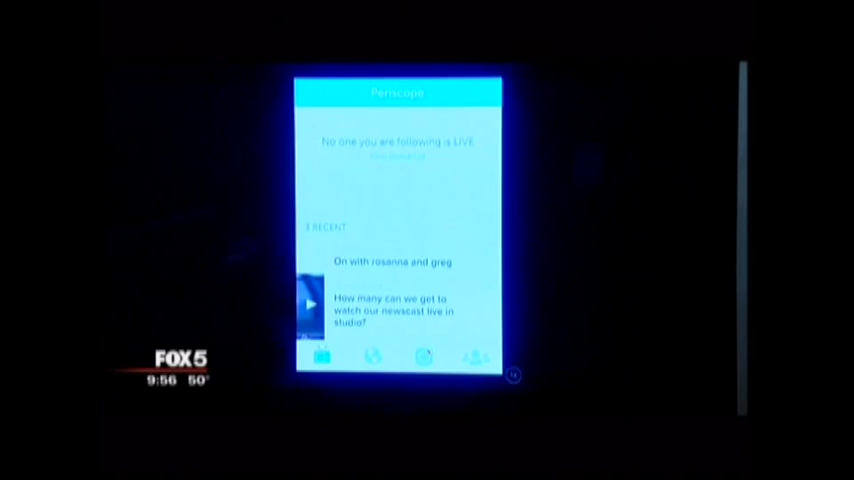 Periscope
No one you are following is LIVE
3 RECENT
On with rosanna and greg
How many can we get to
watch our newscast live in
studio?
FOX5
9:56 50°